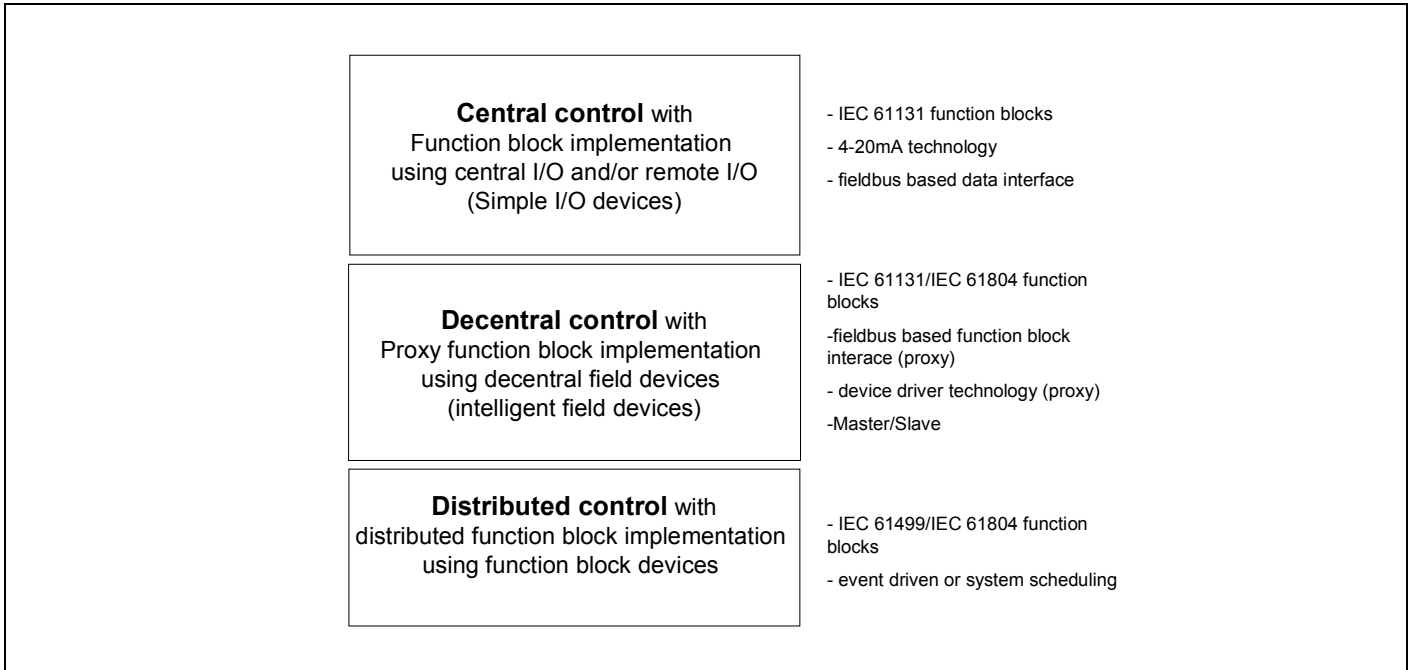 Central control with
Function block implementation
using central I/O and/or remote I/O
(Simple I/O devices)
- IEC 61131 function blocks
- 4-20mA technology
- fieldbus based data interface
Decentral control with
Proxy function block implementation
using decentral field devices
(intelligent field devices)
- IEC 61131/IEC 61804 function
blocks
-fieldbus based function block
interace (proxy)
- device driver technology (proxy)
-Master/Slave
Distributed control with
distributed function block implementation
using function block devices
- IEC 61499/IEC 61804 function
blocks
- event driven or system scheduling